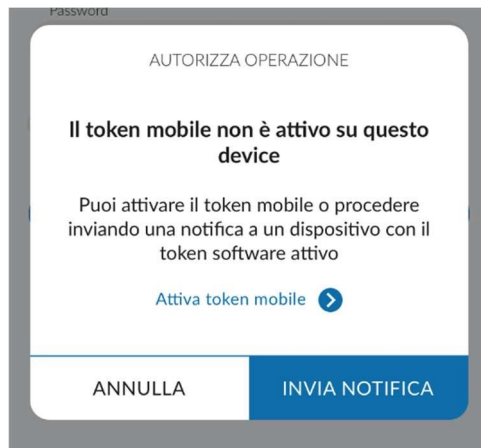 Password
AUTORIZZA OPERAZIONE
Il token mobile non è attivo su questo
device
Puoi attivare il token mobile o procedere
inviando una notifica a un dispositivo con il
token software attivo
Attiva token mobile
ANNULLA
INVIA NOTIFICA